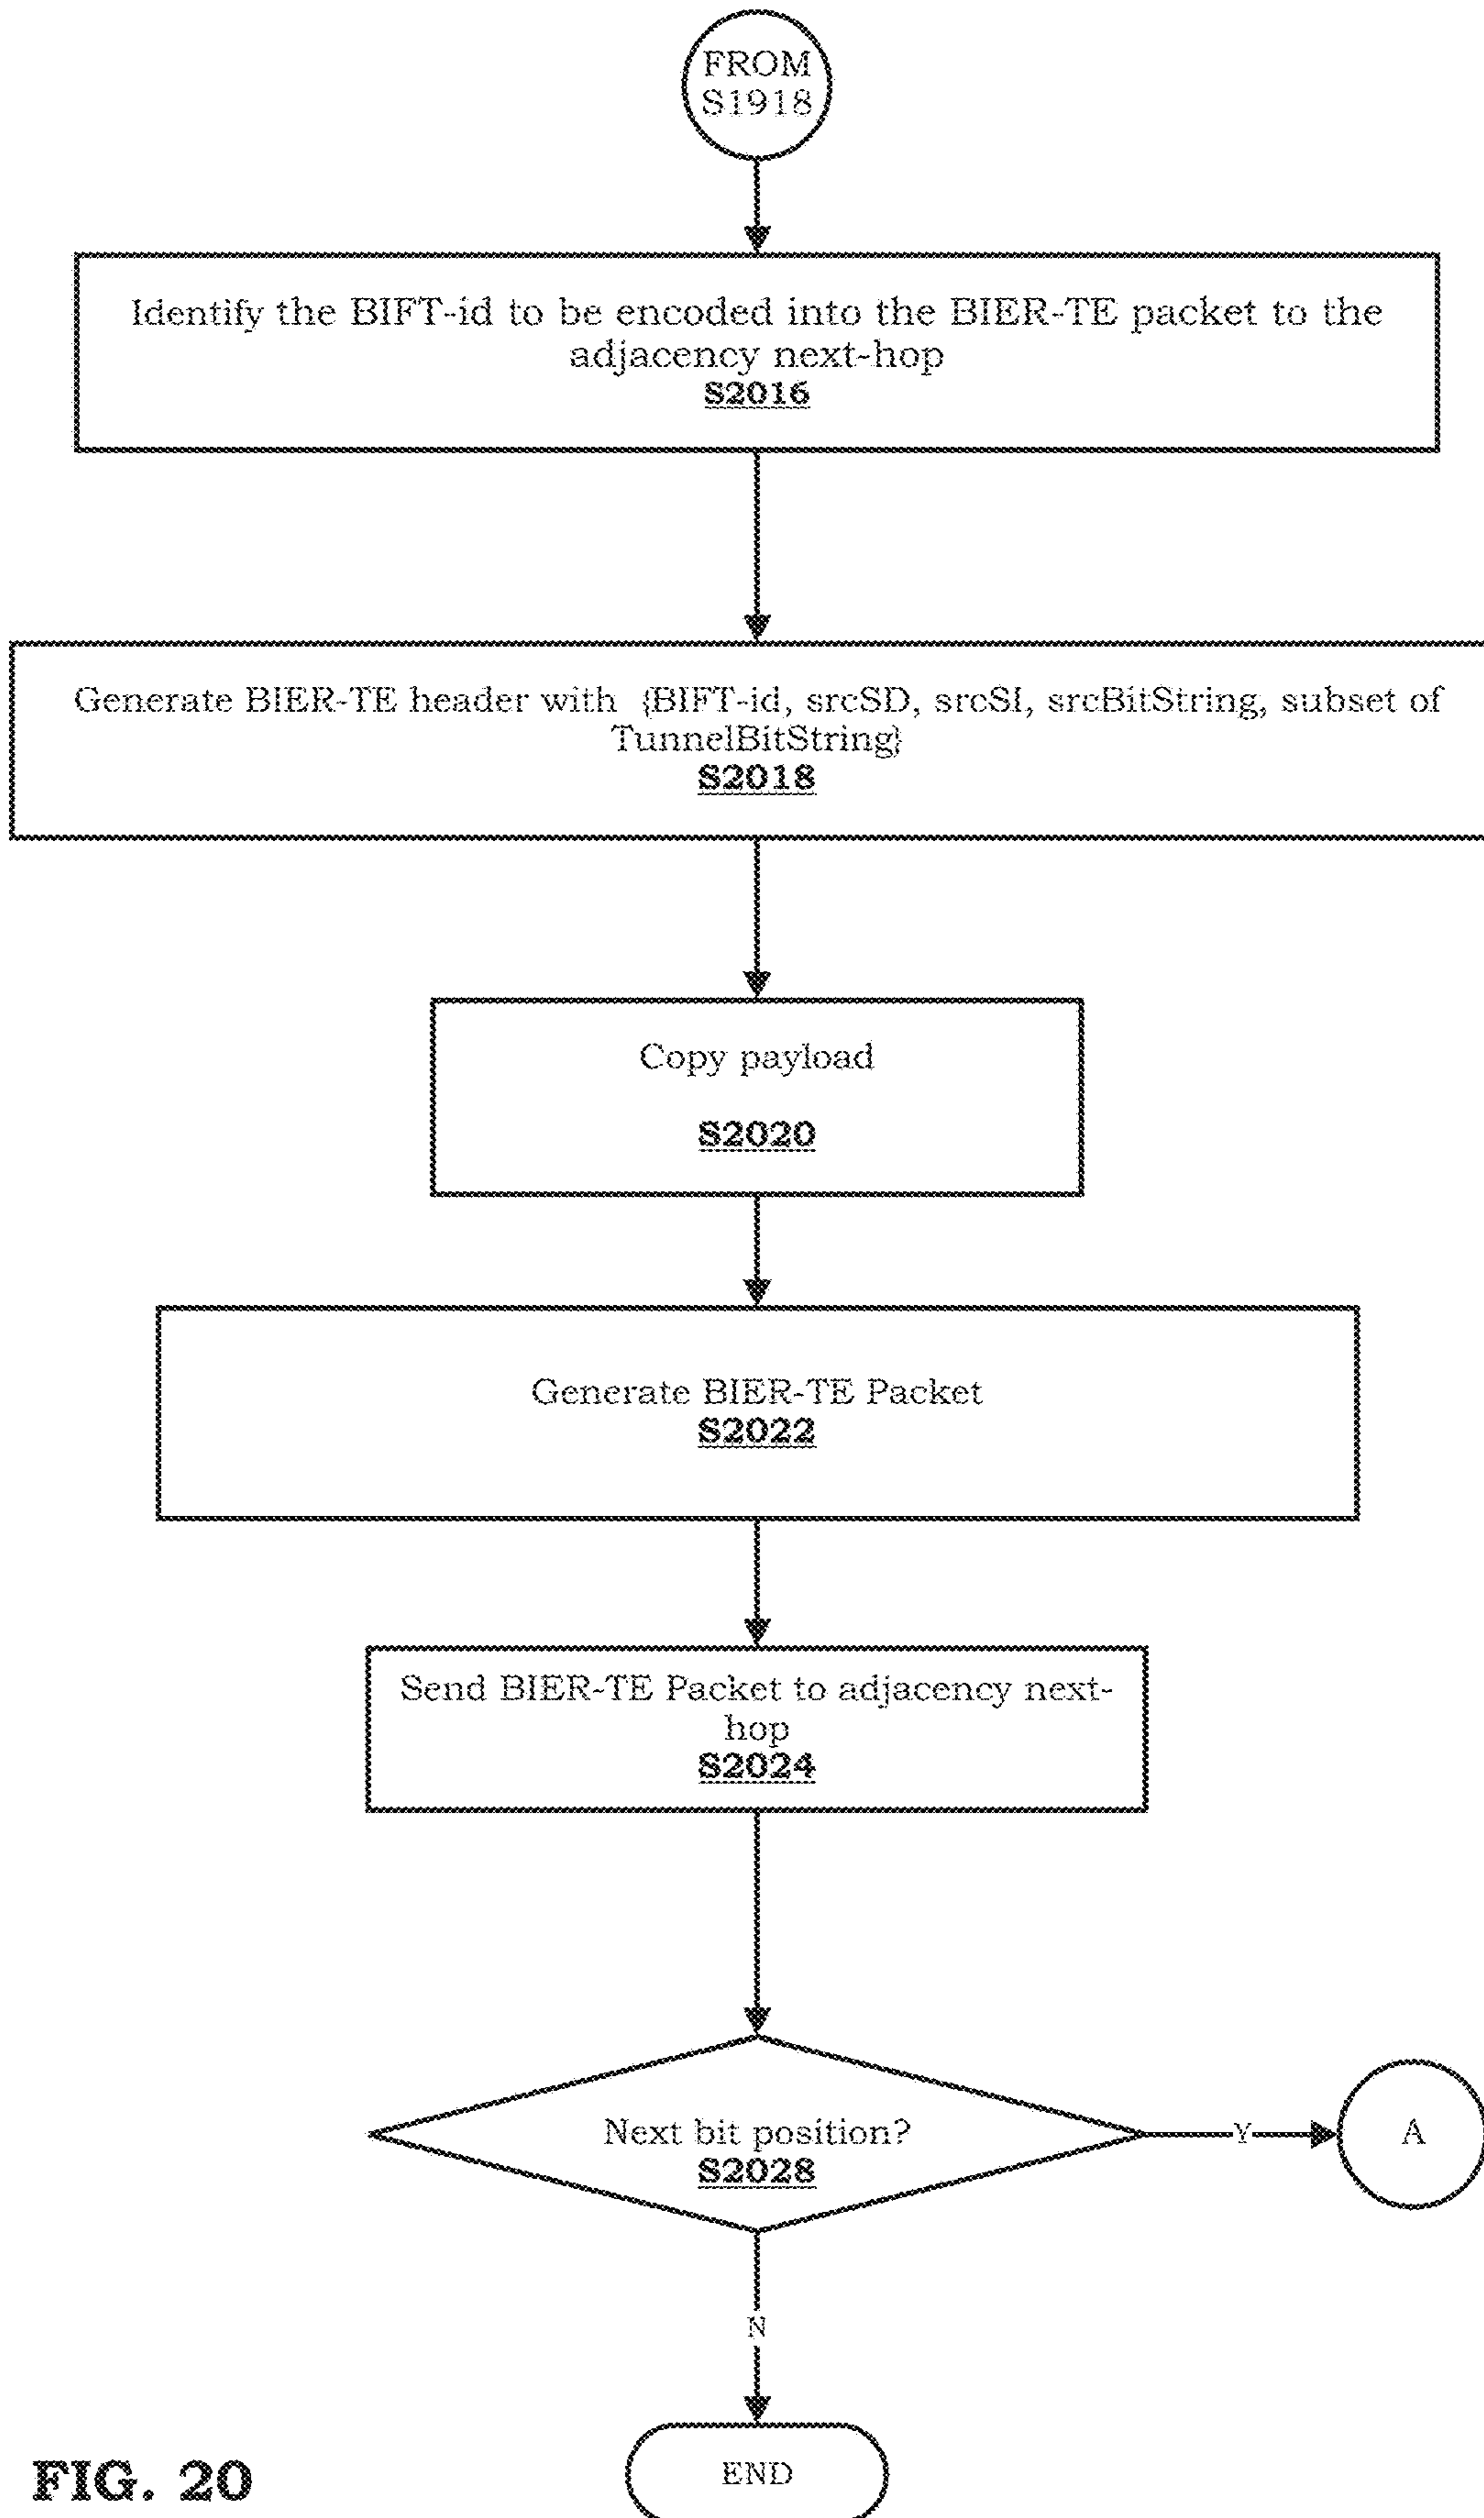 FROM
S1918
Identify the BIFT-id to be encoded into the BIER-TE packet to the
adjacency next-hop
S2016
Generate BIER-TE header with {BIFT-id, srcSD, srcSI, srcBitString, subset of
TunnelBitString}
S2018
Copy payload
S2020
Generate BIER-TE Packet
S2022
Send BIER-TE Packet to adjacency next-
hop
S2024
Next bit position?
S2028
Y
A
N
END
FIG. 20